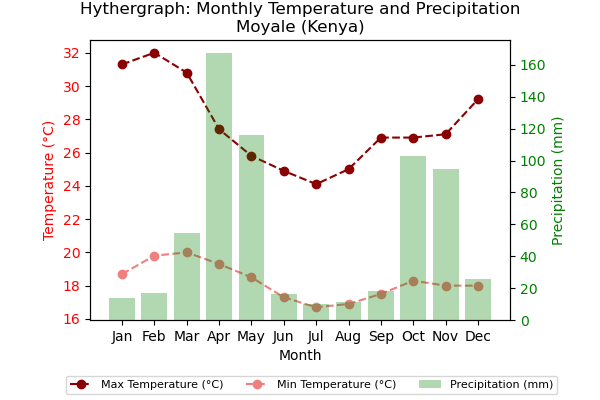 Hythergraph: Monthly Temperature and Precipitation
Moyale (Kenya)
Temperature (°C)
32
30
28
26
24
22
20
18
16
160
140
120
100
80
60
40
20
0
Precipitation (mm)
Jan Feb Mar Apr May Jun Jul Aug Sep Oct Nov Dec
Month
Max Temperature (°C) Min Temperature (°C) Precipitation (mm)